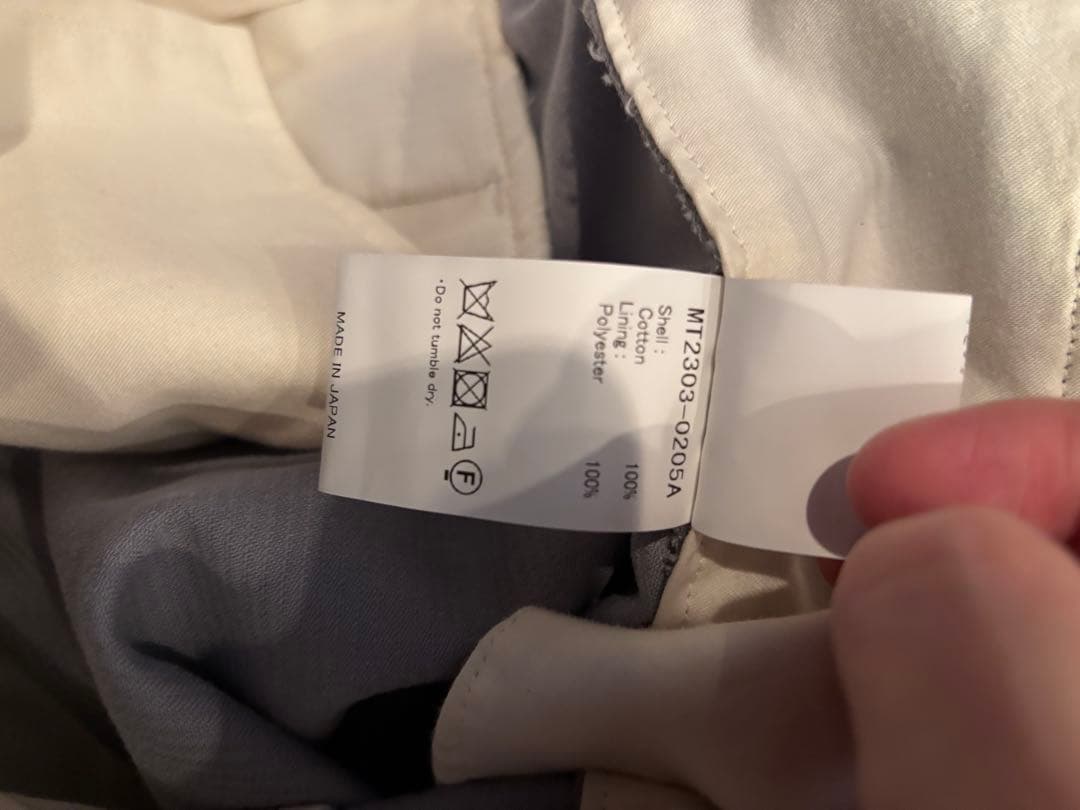 MT2303-0205A
Shell :
Cotton 100%
Lining :
Polyester 100%
F
・Do not tumble dry.
MADE IN JAPAN